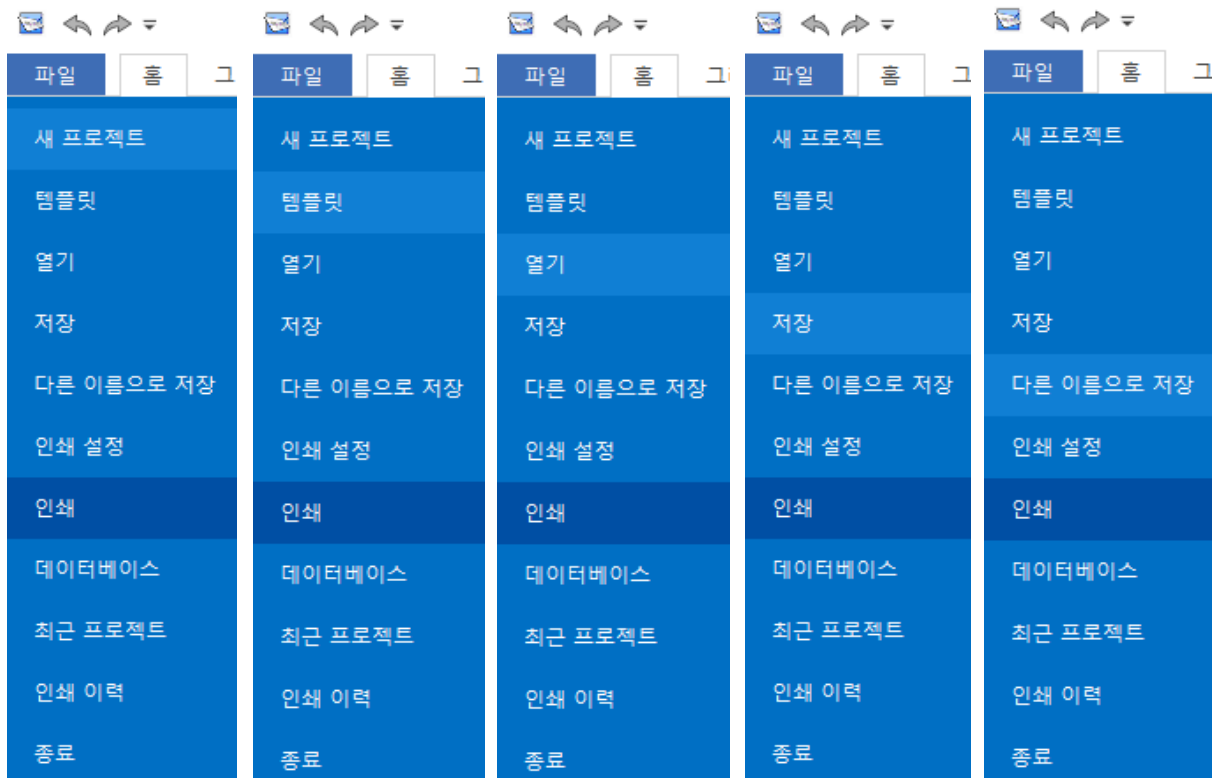 파일 홈 그
새 프로젝트
템플릿
열기
저장
다른 이름으로 저장
인쇄 설정
인쇄
데이터베이스
최근 프로젝트
인쇄 이력
종료
파일 홈 그
새 프로젝트
템플릿
열기
저장
다른 이름으로 저장
인쇄 설정
인쇄
데이터베이스
최근 프로젝트
인쇄 이력
종료
파일 홈 그
새 프로젝트
템플릿
열기
저장
다른 이름으로 저장
인쇄 설정
인쇄
데이터베이스
최근 프로젝트
인쇄 이력
종료
파일 홈 그
새 프로젝트
템플릿
열기
저장
다른 이름으로 저장
인쇄 설정
인쇄
데이터베이스
최근 프로젝트
인쇄 이력
종료
파일 홈 그
새 프로젝트
템플릿
열기
저장
다른 이름으로 저장
인쇄 설정
인쇄
데이터베이스
최근 프로젝트
인쇄 이력
종료